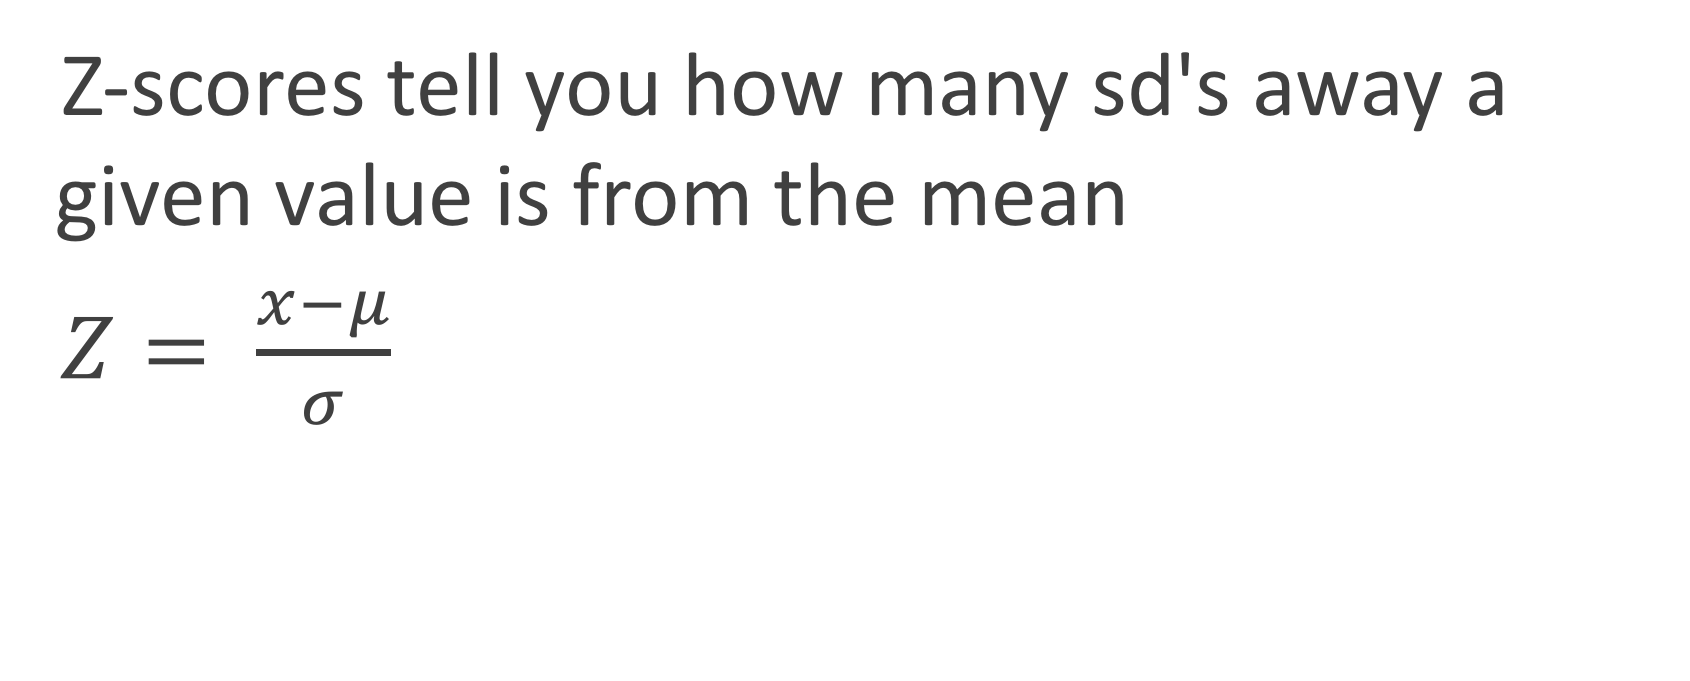 Z-scores tell you how many sd's away a
given value is from the mean
Z = x−μ / σ